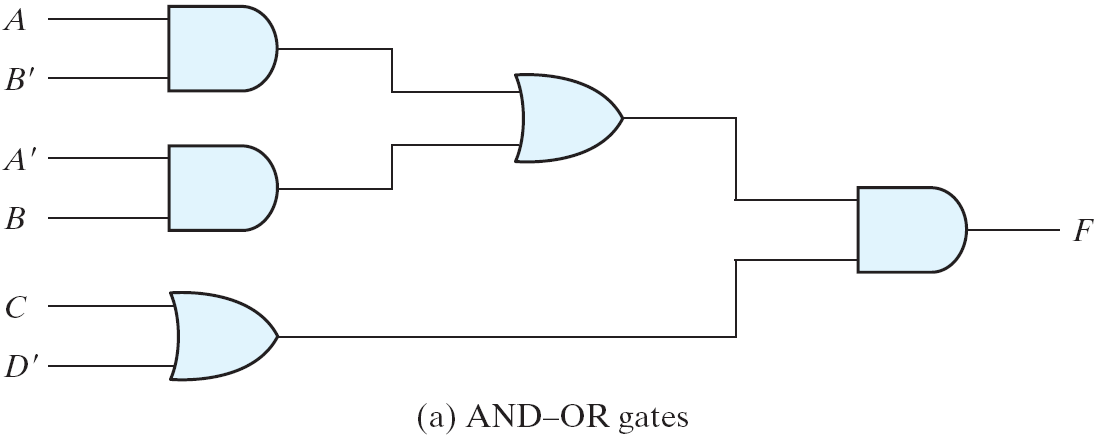 A
B′
A′
B
F
C
D′
(a) AND–OR gates